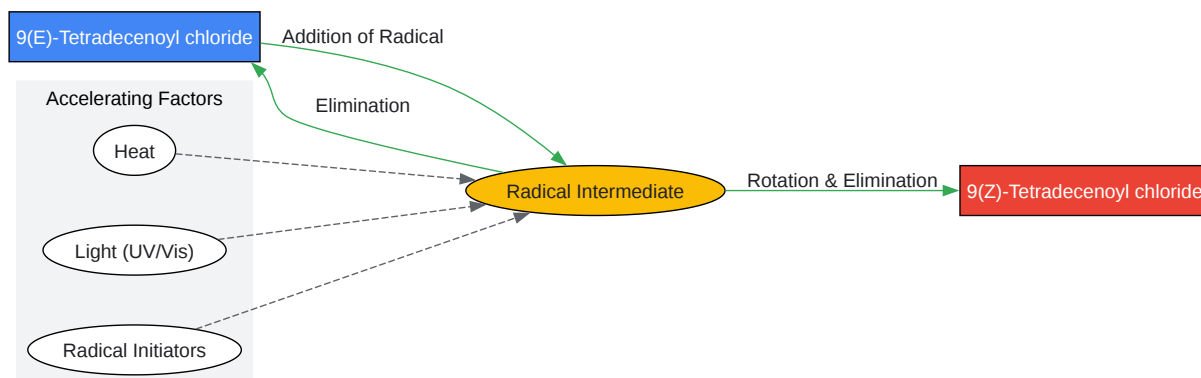 9(E)-Tetradecenoyl chloride
Addition of Radical
Accelerating Factors
Elimination
Heat
Radical Intermediate
Rotation & Elimination
9(Z)-Tetradecenoyl chloride
Light (UV/Vis)
Radical Initiators